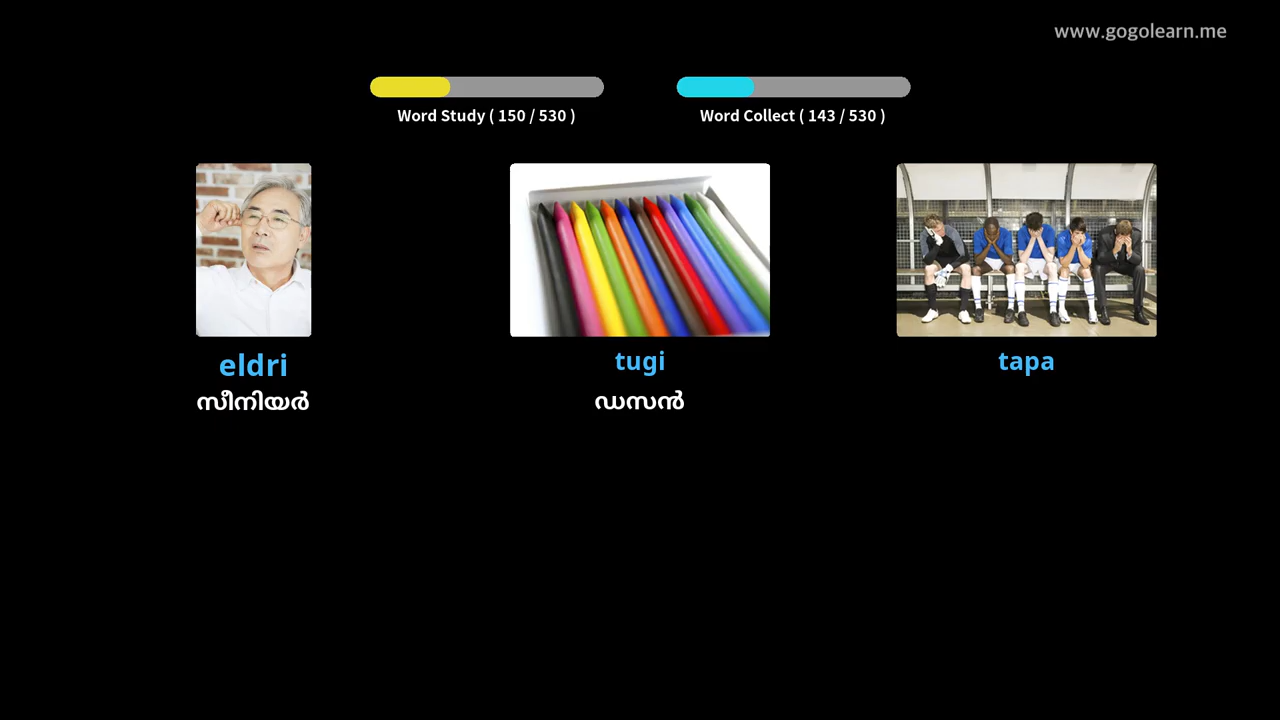 www.gogolearn.me
Word Study ( 150 / 530 )
Word Collect ( 143 / 530 )
eldri
സീനിയർ
tugi
ഡസൻ
tapa